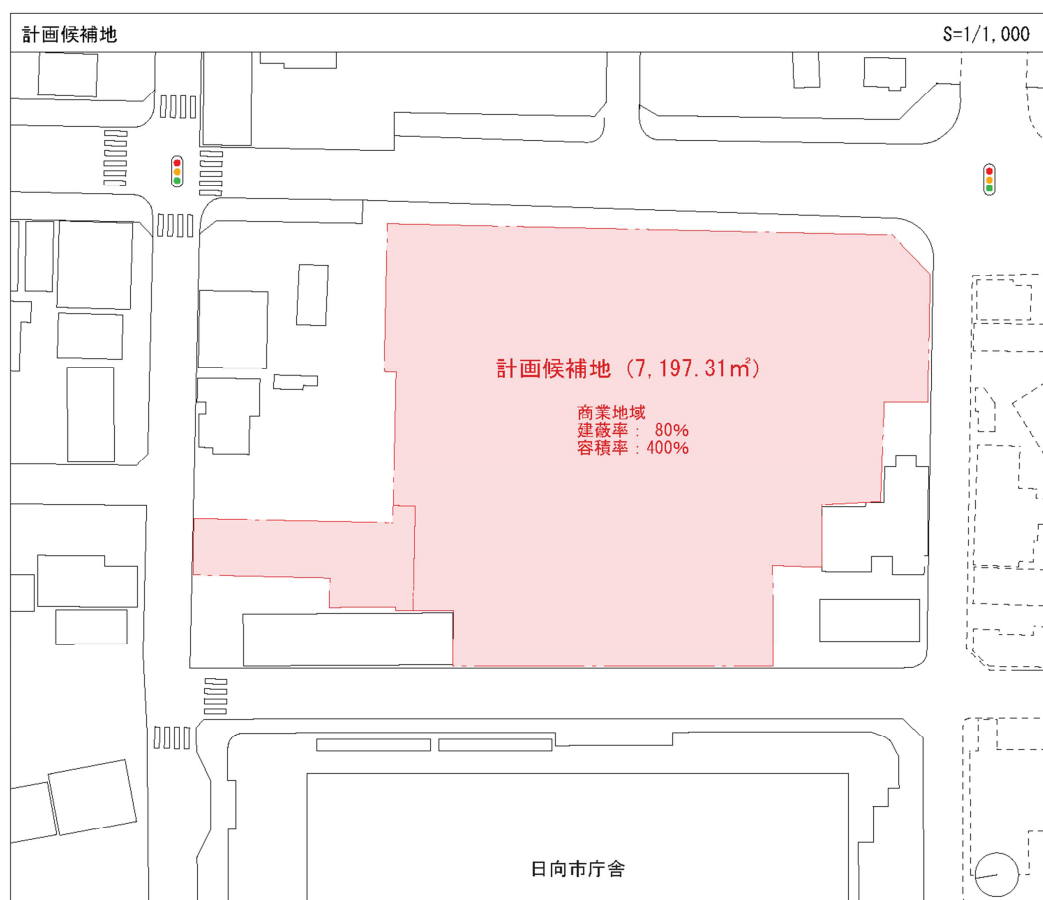 計画候補地
S=1/1,000
計画候補地 (7,197.31㎡)
商業地域
建蔽率： 80%
容積率：400%
日向市庁舎